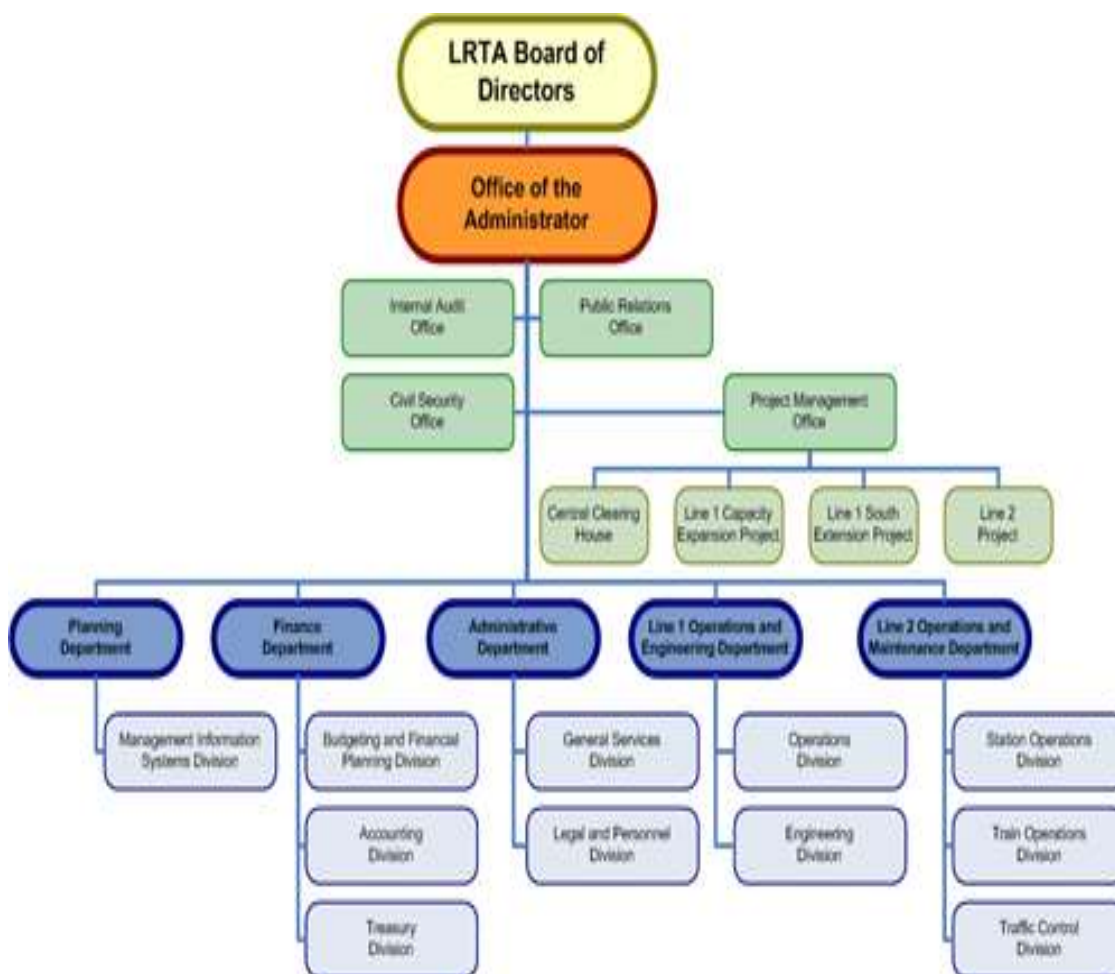 LRTA Board of
Directors
Office of the
Administrator
Internal Audit
Office
Public Relations
Office
Civil Security
Office
Project Management
Office
Central Clearing
House
Line 1 Capacity
Expansion Project
Line 1 South
Extension Project
Line 2
Project
Planning
Department
Finance
Department
Administrative
Department
Line 1 Operations and
Engineering Department
Line 2 Operations and
Maintenance Department
Management Information
Systems Division
Budgeting and Financial
Planning Division
General Services
Division
Operations
Division
Station Operations
Division
Accounting
Division
Legal and Personnel
Division
Engineering
Division
Train Operations
Division
Treasury
Division
Traffic Control
Division